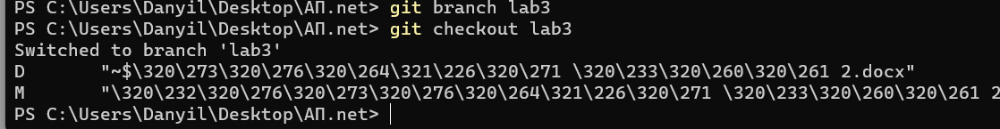 PS C:\Users\Danyil\Desktop\АП.net> git branch lab3
PS C:\Users\Danyil\Desktop\АП.net> git checkout lab3
Switched to branch 'lab3'
D       "~$\320\273\320\276\320\264\321\226\320\271 \320\233\320\260\320\261 2.docx"
M       "\320\232\320\276\320\273\320\276\320\264\321\226\320\271 \320\233\320\260\320\261 2
PS C:\Users\Danyil\Desktop\АП.net>